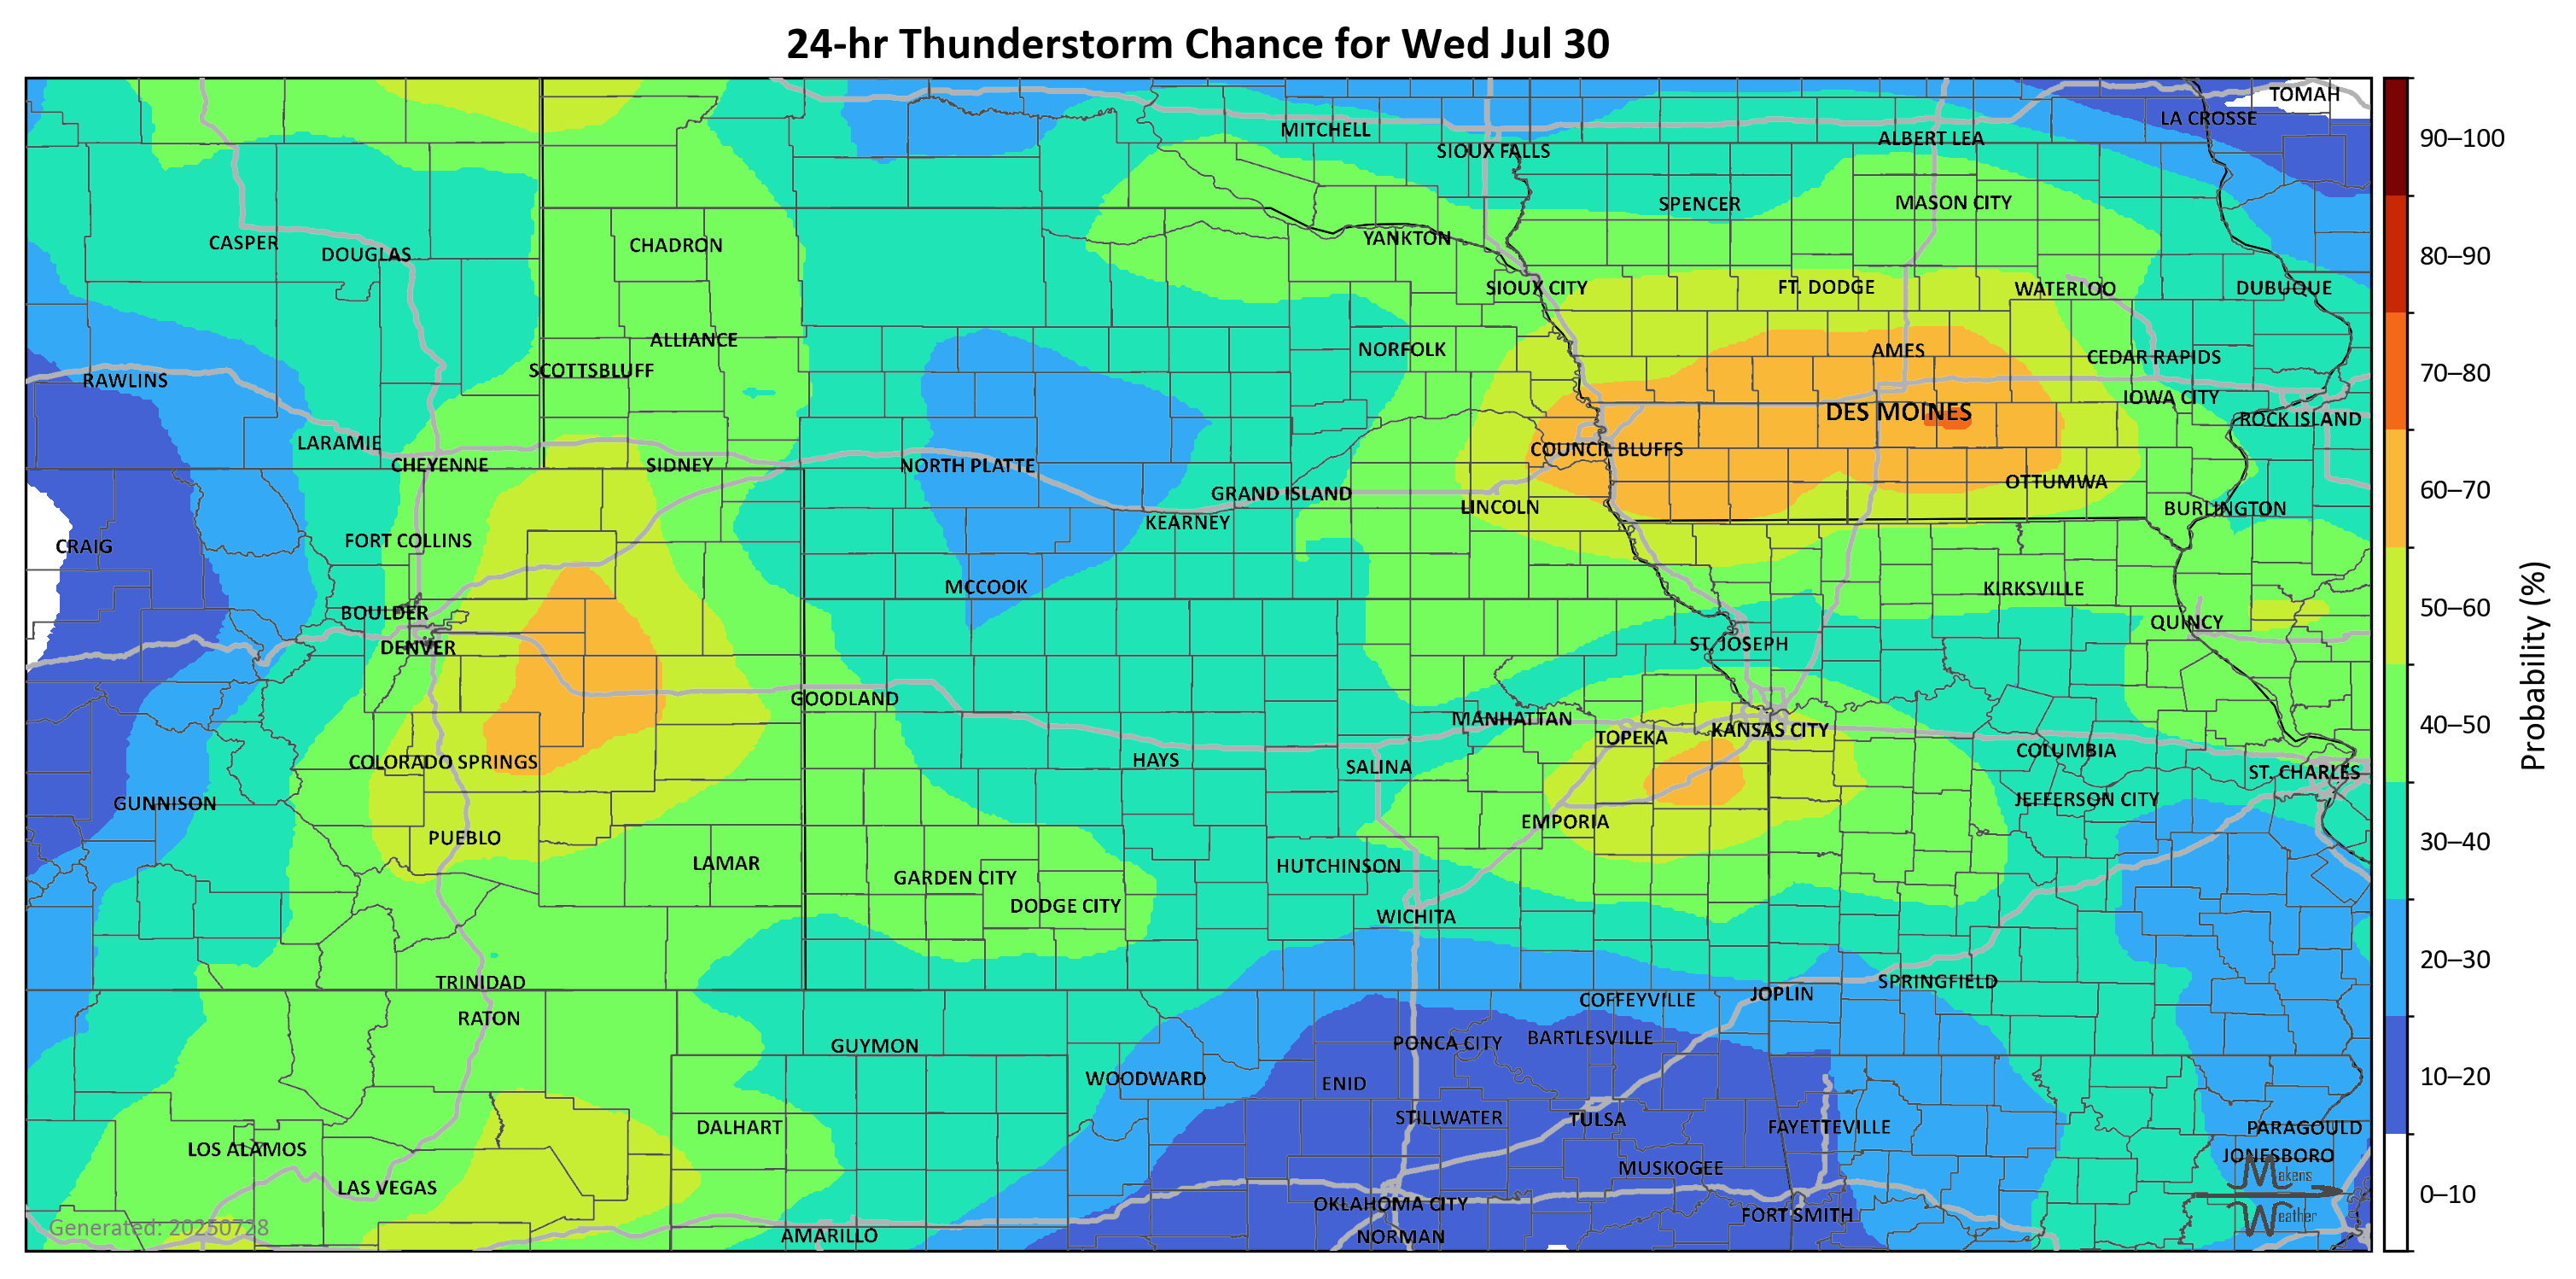 24-hr Thunderstorm Chance for Wed Jul 30
TOMAH
LA CROSSE
MITCHELL
ALBERT LEA
SIOUX FALLS
SPENCER
MASON CITY
CASPER
DOUGLAS
CHADRON
YANKTON
SIOUX CITY
FT. DODGE
WATERLOO
DUBUQUE
ALLIANCE
NORFOLK
AMES
CEDAR RAPIDS
RAWLINS
SCOTTSBLUFF
IOWA CITY
DES MOINES
ROCK ISLAND
LARAMIE
COUNCIL BLUFFS
CHEYENNE
SIDNEY
NORTH PLATTE
OTTUMWA
GRAND ISLAND
LINCOLN
BURLINGTON
KEARNEY
CRAIG
FORT COLLINS
MCCOOK
KIRKSVILLE
BOULDER
QUINCY
DENVER
ST. JOSEPH
GOODLAND
MANHATTAN
KANSAS CITY
TOPEKA
COLUMBIA
COLORADO SPRINGS
HAYS
SALINA
ST. CHARLES
GUNNISON
JEFFERSON CITY
EMPORIA
PUEBLO
LAMAR
HUTCHINSON
GARDEN CITY
DODGE CITY
WICHITA
TRINIDAD
SPRINGFIELD
JOPLIN
COFFEYVILLE
RATON
BARTLESVILLE
PONCA CITY
GUYMON
WOODWARD
ENID
STILLWATER
TULSA
DALHART
FAYETTEVILLE
PARAGOULD
LOS ALAMOS
JONESBORO
MUSKOGEE
LAS VEGAS
OKLAHOMA CITY
FORT SMITH
AMARILLO
NORMAN
Generated: 20250728
Makens
Weather
90–100
80–90
70–80
60–70
50–60
40–50
30–40
20–30
10–20
0–10
Probability (%)